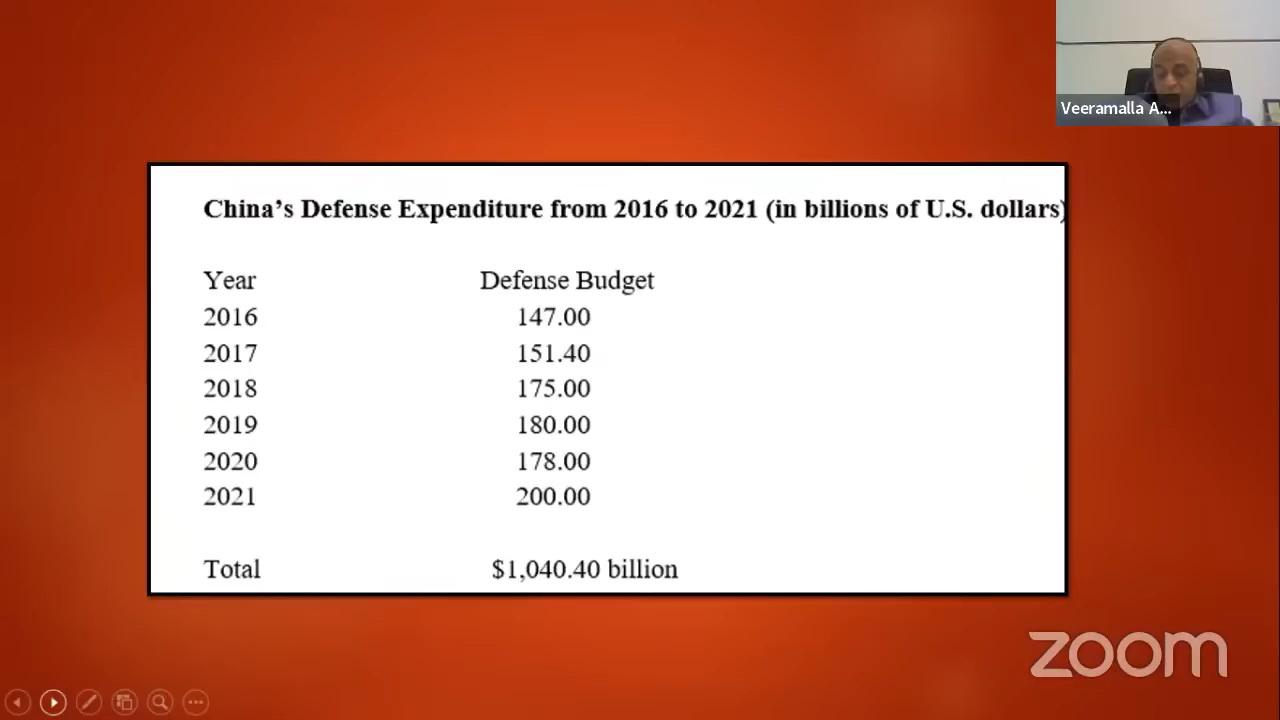 Veeramalla A...
China's Defense Expenditure from 2016 to 2021 (in billions of U.S. dollars)
Year Defense Budget
2016 147.00
2017 151.40
2018 175.00
2019 180.00
2020 178.00
2021 200.00
Total $1,040.40 billion
zoom